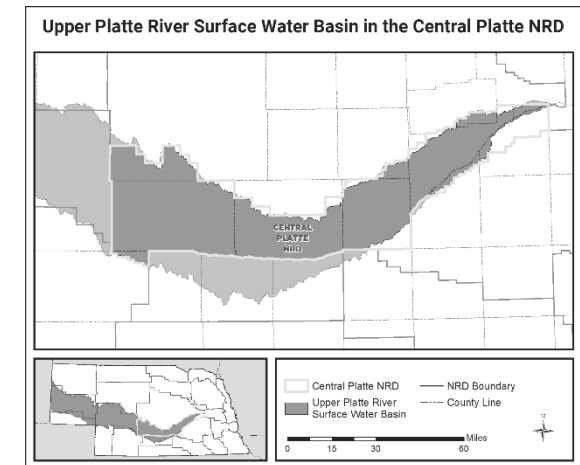 Upper Platte River Surface Water Basin in the Central Platte NRD
CENTRAL
PLATTE
NRD
Central Platte NRD
Upper Platte River
Surface Water Basin
NRD Boundary
County Line
Miles
0 15 30 60
N